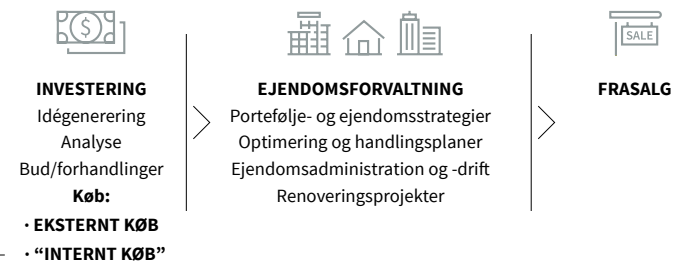 $
SALE
INVESTERING
Idégenerering
Analyse
Bud/forhandlinger
Køb:
· EKSTERNT KØB
· “INTERNT KØB”
EJENDOMSFORVALTNING
Portefølje- og ejendomsstrategier
Optimering og handlingsplaner
Ejendomsadministration og -drift
Renoveringsprojekter
FRASALG